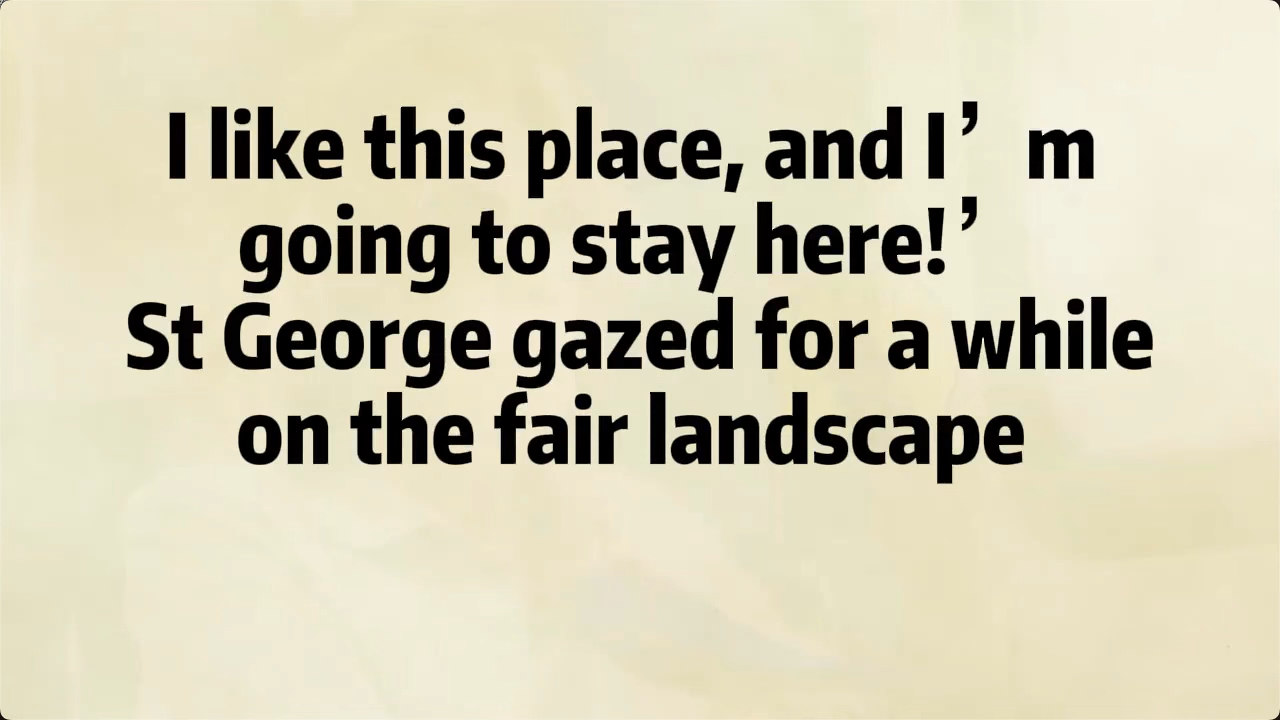 I like this place, and I’m
going to stay here!’
St George gazed for a while
on the fair landscape